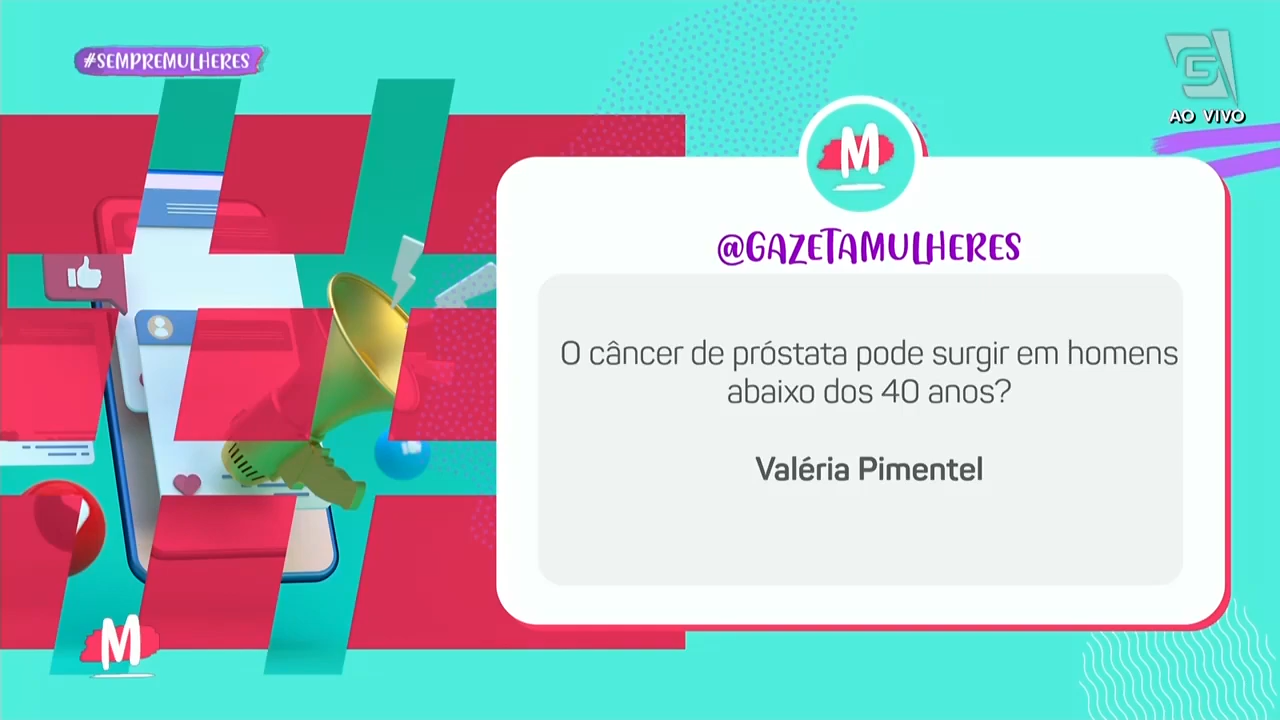 #SEMPREMULHERES
G
AO VIVO
M
@GAZETAMULHERES
O câncer de próstata pode surgir em homens
abaixo dos 40 anos?
Valéria Pimentel
M